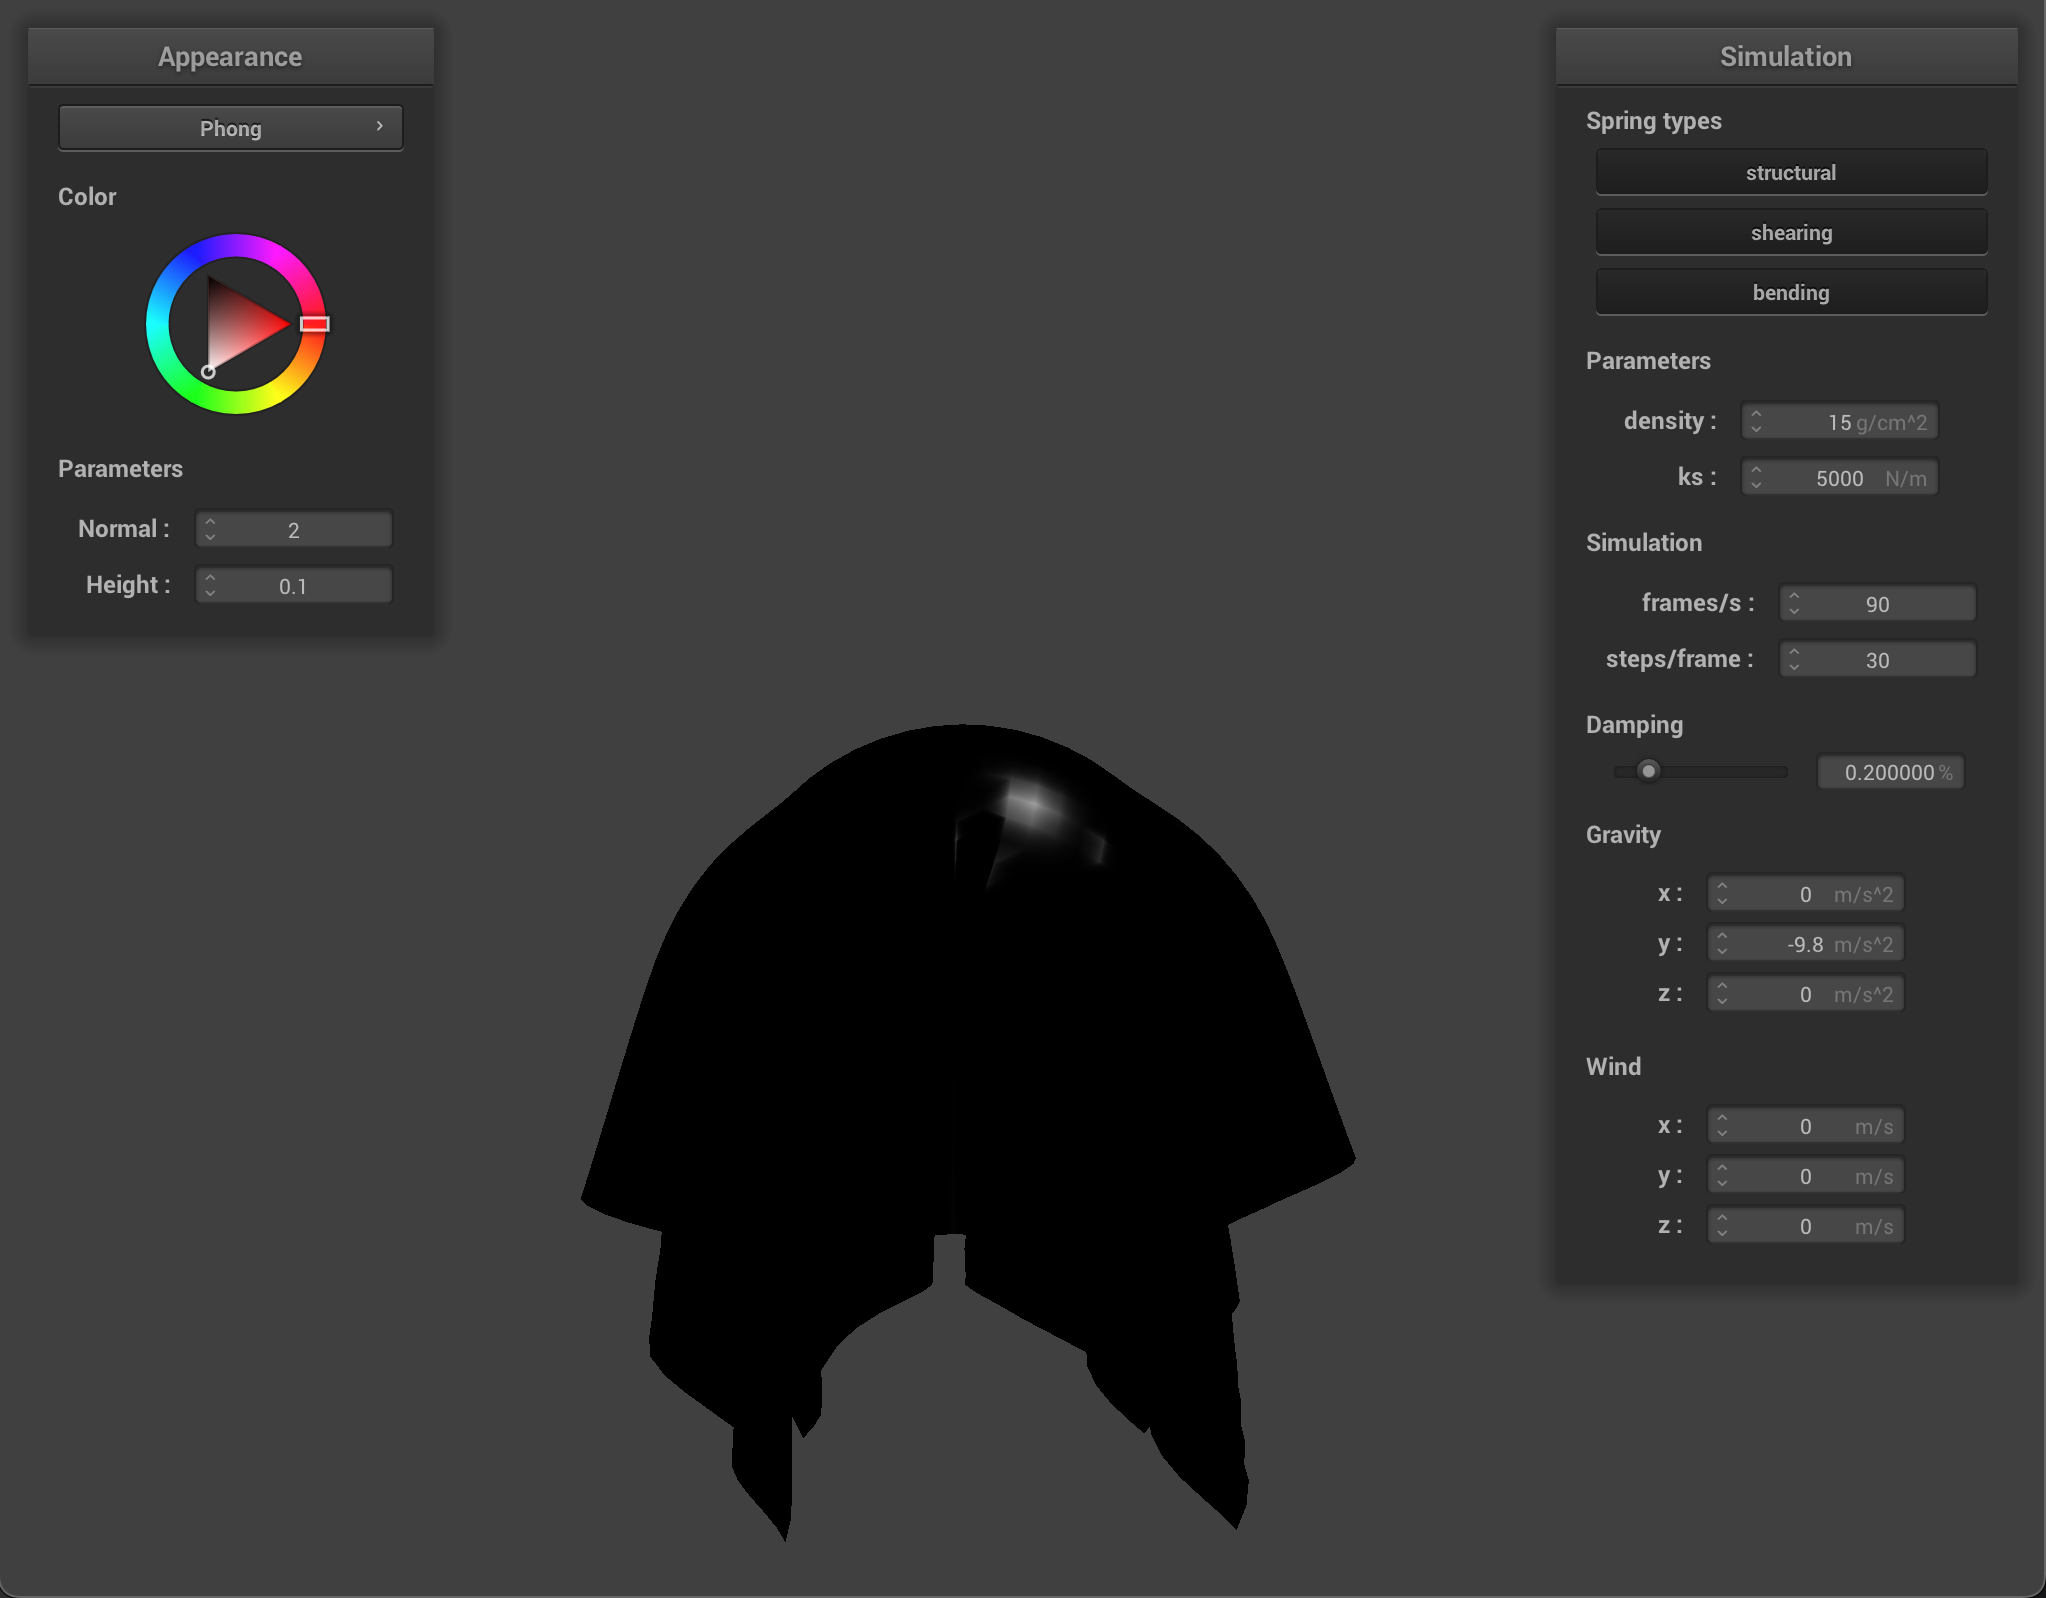 Appearance
Phong
Color
Parameters
Normal : 2
Height : 0.1
Simulation
Spring types
structural
shearing
bending
Parameters
density : 15 g/cm^2
ks : 5000 N/m
Simulation
frames/s : 90
steps/frame : 30
Damping
0.200000 %
Gravity
x : 0 m/s^2
y : -9.8 m/s^2
z : 0 m/s^2
Wind
x : 0 m/s
y : 0 m/s
z : 0 m/s